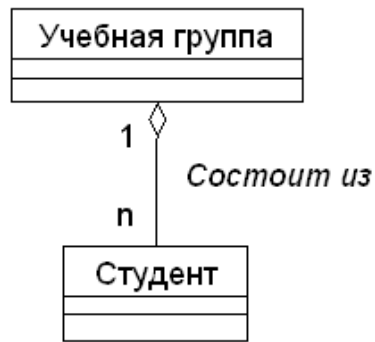 Учебная группа
1
Состоит из
n
Студент